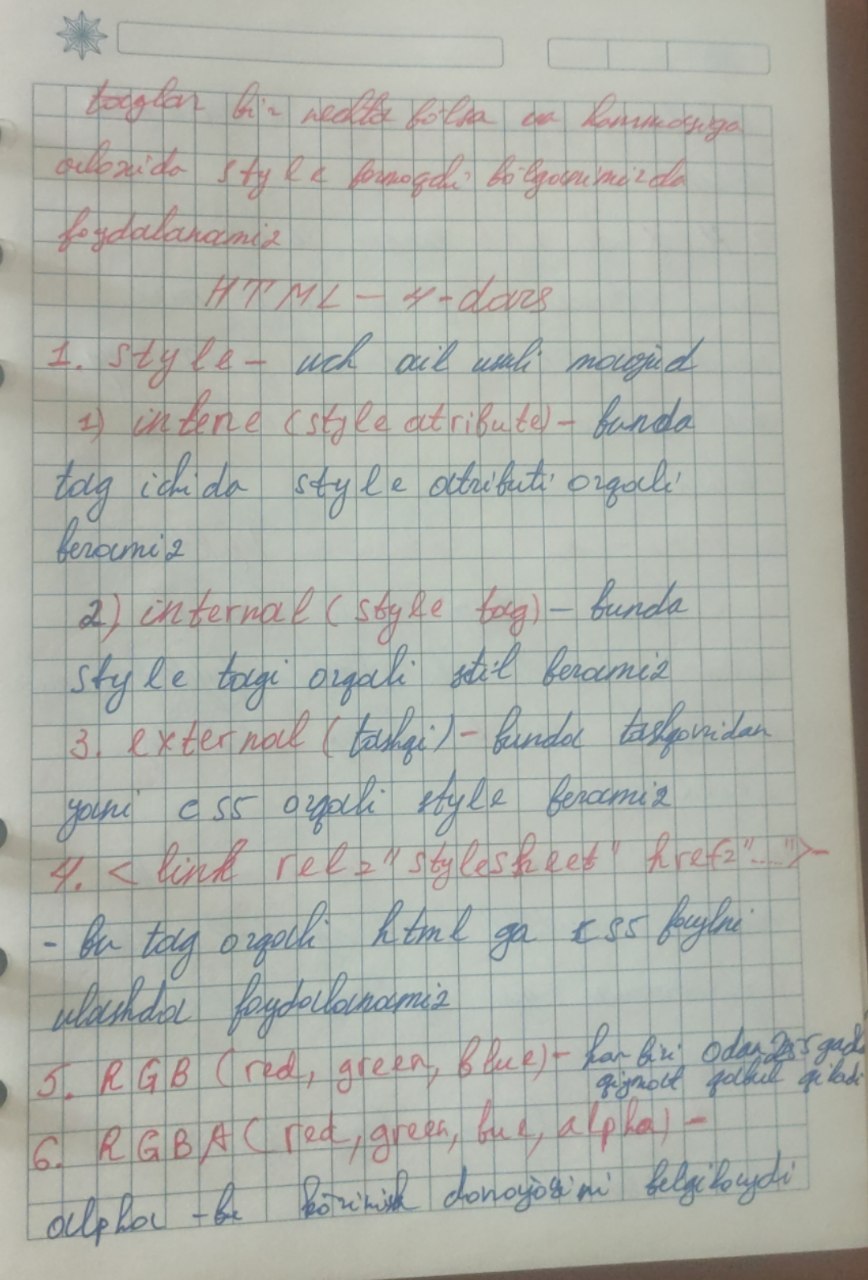 taglar bir nechta bo'lsa va hammasiga
aloxida style bermoqchi bo'lganimizda
foydalanamiz
HTML - 4-dars
1. style - uch xil usuli mavjud
1) inlene (style atribute) - bunda
tag ichida style atributi orqali
beramiz
2) internal (style tag) - bunda
style tagi orqali stil beramiz
3. external (tashqi) - bunda tashqaridan
yani css orqali style beramiz
4. <link rel="stylesheet" href="....">-
- bu tag orqali html ga css faylni
ulashda foydalanamiz
5. RGB (red, green, blue) - har biri 0dan 255 gacha
qiymat qabul qiladi
6. RGBA (red, green, bue, alpha) -
alpha - bu ko'rinish darajasini belgilaydi